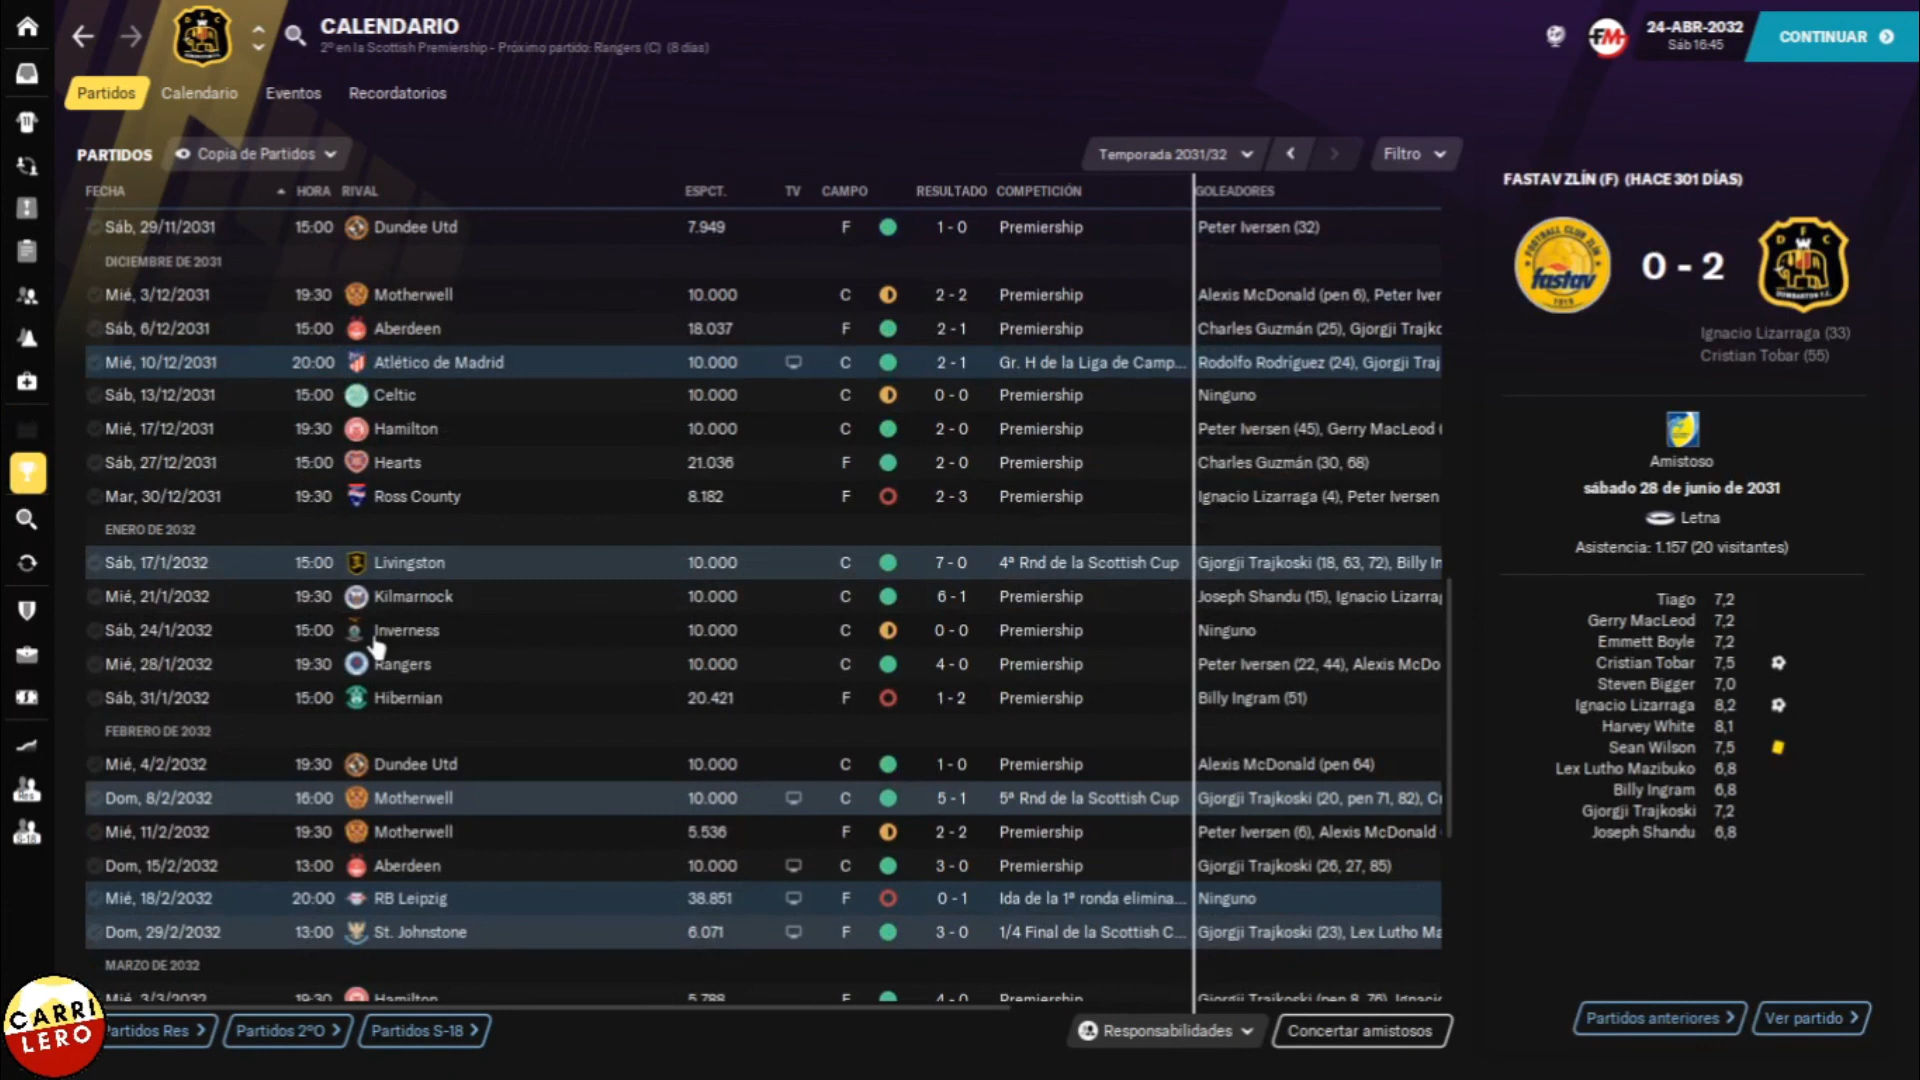 CALENDARIO
2º en la Scottish Premiership - Próximo partido: Rangers (C) (8 días)
FM
24-ABR-2032
Sáb 16:45
CONTINUAR
Partidos Calendario Eventos Recordatorios
PARTIDOS Copia de Partidos Temporada 2031/32 Filtro
FECHA HORA RIVAL ESPCT. TV CAMPO RESULTADO COMPETICIÓN GOLEADORES
Sáb, 29/11/2031 15:00 Dundee Utd 7.949 F 1 - 0 Premiership Peter Iversen (32)
DICIEMBRE DE 2031
Mié, 3/12/2031 19:30 Motherwell 10.000 C 2 - 2 Premiership Alexis McDonald (pen 6), Peter Iver
Sáb, 6/12/2031 15:00 Aberdeen 18.037 F 2 - 1 Premiership Charles Guzmán (25), Gjorgji Trajko
Mié, 10/12/2031 20:00 Atlético de Madrid 10.000 C 2 - 1 Gr. H de la Liga de Camp... Rodolfo Rodríguez (24), Gjorgji Traj
Sáb, 13/12/2031 15:00 Celtic 10.000 C 0 - 0 Premiership Ninguno
Mié, 17/12/2031 19:30 Hamilton 10.000 C 2 - 0 Premiership Peter Iversen (45), Gerry MacLeod (
Sáb, 27/12/2031 15:00 Hearts 21.036 F 2 - 0 Premiership Charles Guzmán (30, 68)
Mar, 30/12/2031 19:30 Ross County 8.182 F 2 - 3 Premiership Ignacio Lizarraga (4), Peter Iversen
ENERO DE 2032
Sáb, 17/1/2032 15:00 Livingston 10.000 C 7 - 0 4ª Rnd de la Scottish Cup Gjorgji Trajkoski (18, 63, 72), Billy In
Mié, 21/1/2032 19:30 Kilmarnock 10.000 C 6 - 1 Premiership Joseph Shandu (15), Ignacio Lizarrag
Sáb, 24/1/2032 15:00 Inverness 10.000 C 0 - 0 Premiership Ninguno
Mié, 28/1/2032 19:30 Rangers 10.000 C 4 - 0 Premiership Peter Iversen (22, 44), Alexis McDo
Sáb, 31/1/2032 15:00 Hibernian 20.421 F 1 - 2 Premiership Billy Ingram (51)
FEBRERO DE 2032
Mié, 4/2/2032 19:30 Dundee Utd 10.000 C 1 - 0 Premiership Alexis McDonald (pen 64)
Dom, 8/2/2032 16:00 Motherwell 10.000 C 5 - 1 5ª Rnd de la Scottish Cup Gjorgji Trajkoski (20, pen 71, 82), C
Mié, 11/2/2032 19:30 Motherwell 5.536 F 2 - 2 Premiership Peter Iversen (6), Alexis McDonald
Dom, 15/2/2032 13:00 Aberdeen 10.000 C 3 - 0 Premiership Gjorgji Trajkoski (26, 27, 85)
Mié, 18/2/2032 20:00 RB Leipzig 38.851 F 0 - 1 Ida de la 1ª ronda elimina... Ninguno
Dom, 29/2/2032 13:00 St. Johnstone 6.071 F 3 - 0 1/4 Final de la Scottish C... Gjorgji Trajkoski (23), Lex Lutho Ma
MARZO DE 2032
Mié, 3/3/2032 19:30 Hamilton 5.788 F 4 - 0 Premiership Gjorgji Trajkoski (pen 8, 76), Ignacio
Partidos Res Partidos 2ºO Partidos S-18 Responsabilidades Concertar amistosos
CARRI
LERO
FASTAV ZLÍN (F) (HACE 301 DÍAS)
0 - 2
Ignacio Lizarraga (33)
Cristian Tobar (55)
Amistoso
sábado 28 de junio de 2031
Letna
Asistencia: 1.157 (20 visitantes)
Tiago 7,2
Gerry MacLeod 7,2
Emmett Boyle 7,2
Cristian Tobar 7,5
Steven Bigger 7,0
Ignacio Lizarraga 8,2
Harvey White 8,1
Sean Wilson 7,5
Lex Lutho Mazibuko 6,8
Billy Ingram 6,8
Gjorgji Trajkoski 7,2
Joseph Shandu 6,8
Partidos anteriores Ver partido